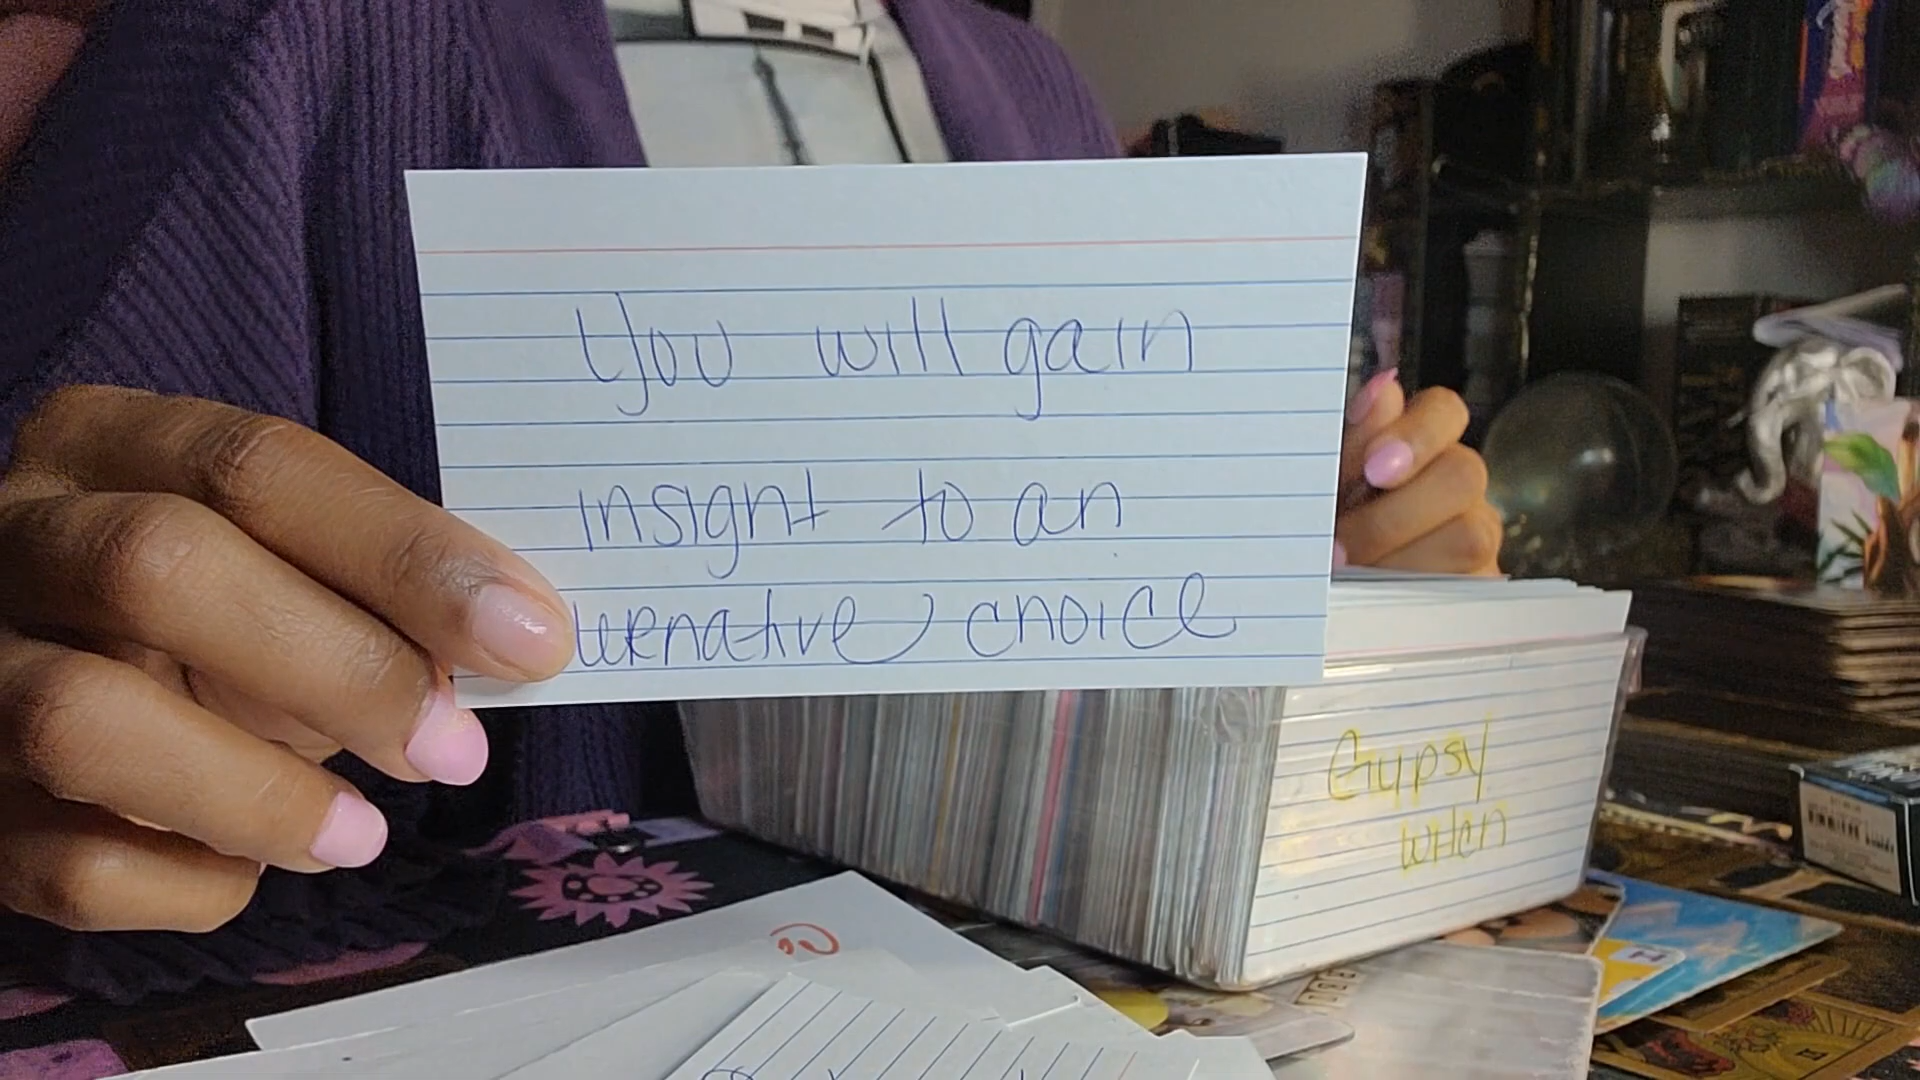 You will gain
insight to an
ternative choice
Gypsy
witch